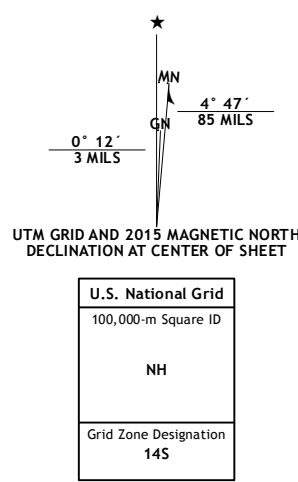 MN
4° 47´
85 MILS
GN
0° 12´
3 MILS
UTM GRID AND 2015 MAGNETIC NORTH
DECLINATION AT CENTER OF SHEET
U.S. National Grid
100,000-m Square ID
NH
Grid Zone Designation
14S